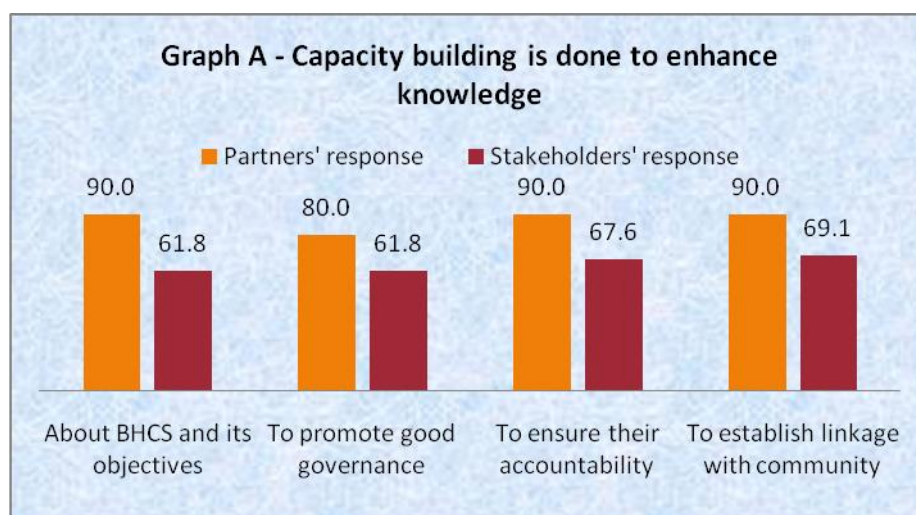 Graph A - Capacity building is done to enhance
knowledge
Partners' response Stakeholders' response
90.0 61.8 80.0 61.8 90.0 67.6 90.0 69.1
About BHCS and its objectives
To promote good governance
To ensure their accountability
To establish linkage with community